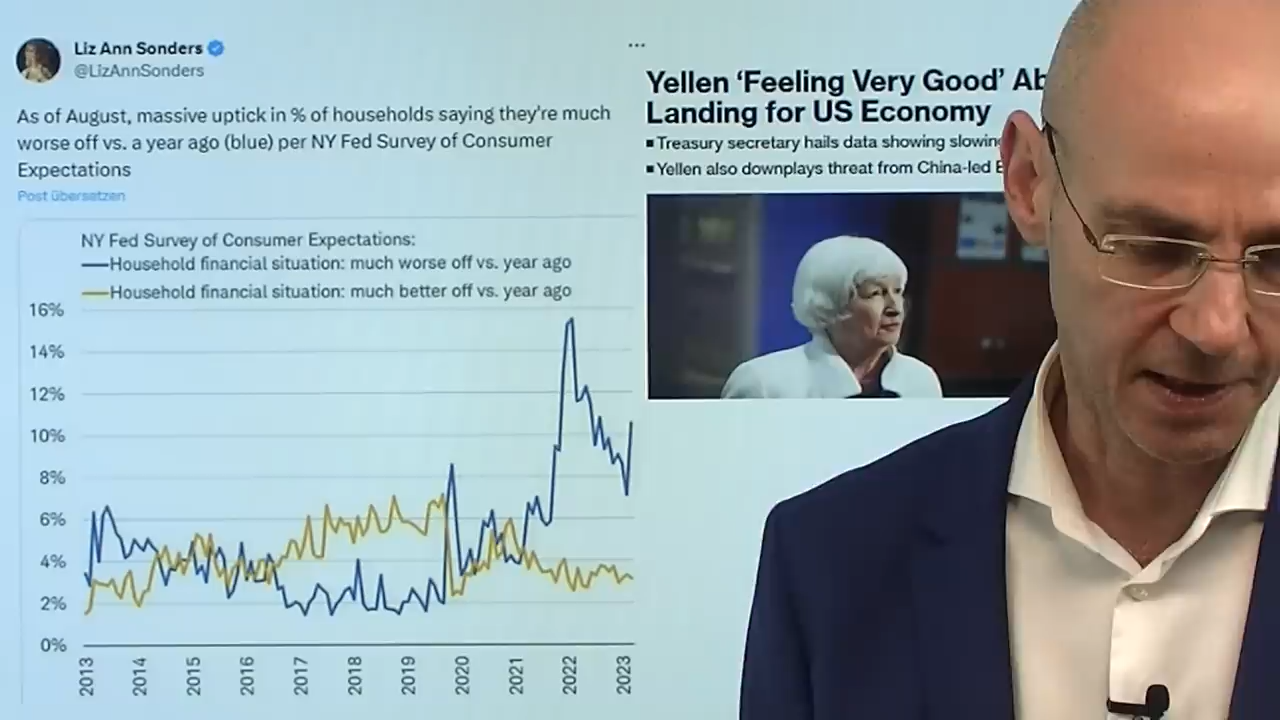 Liz Ann Sonders
@LizAnnSonders
...
As of August, massive uptick in % of households saying they're much
worse off vs. a year ago (blue) per NY Fed Survey of Consumer
Expectations
Post übersetzen
NY Fed Survey of Consumer Expectations:
Household financial situation: much worse off vs. year ago
Household financial situation: much better off vs. year ago
16%
14%
12%
10%
8%
6%
4%
2%
0%
2013
2014
2015
2016
2017
2018
2019
2020
2021
2022
2023
Yellen ‘Feeling Very Good’
Landing for US Economy
▪ Treasury secretary hails data showing
▪ Yellen also downplays threat from China-led